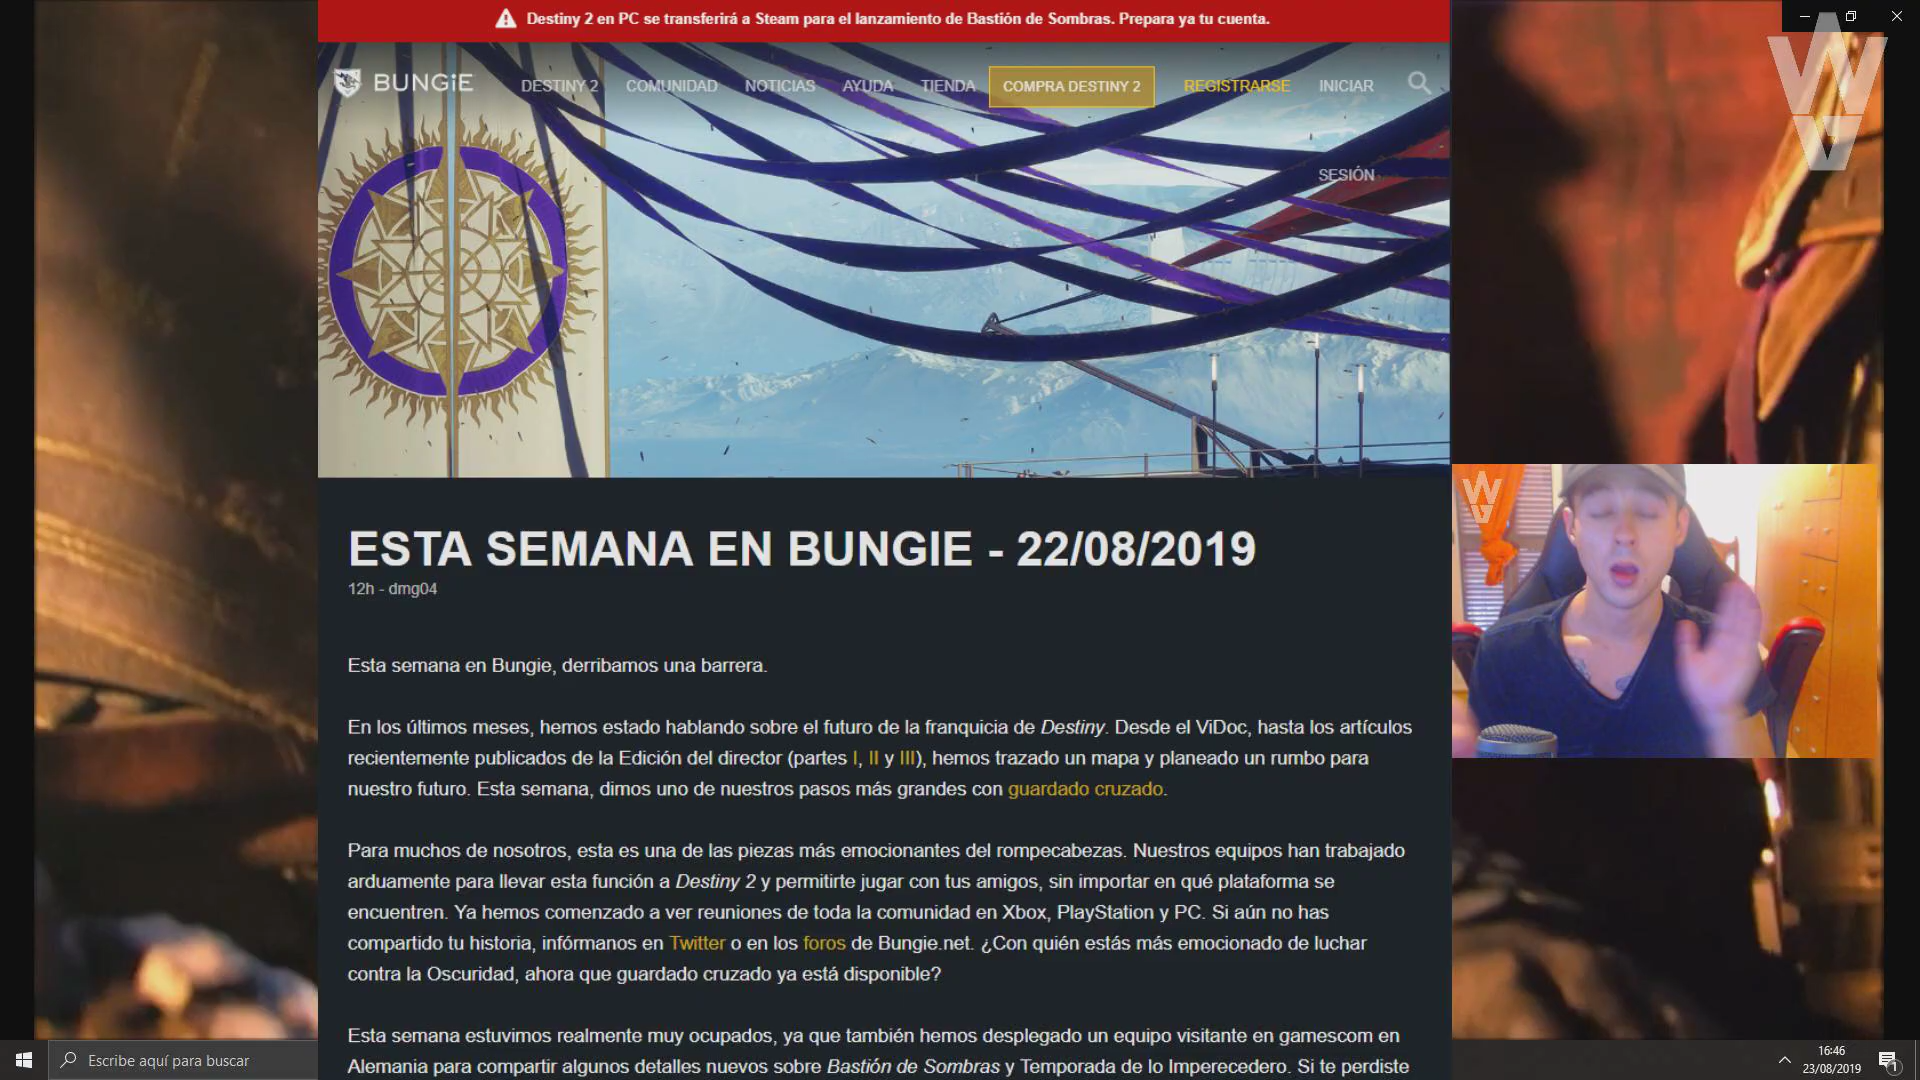 Destiny 2 en PC se transferirá a Steam para el lanzamiento de Bastión de Sombras. Prepara ya tu cuenta.
BUNGiE
DESTINY 2
COMUNIDAD
NOTICIAS
AYUDA
TIENDA
COMPRA DESTINY 2
REGISTRARSE
INICIAR
SESIÓN
WG
WG
ESTA SEMANA EN BUNGIE - 22/08/2019
12h - dmg04
Esta semana en Bungie, derribamos una barrera.
En los últimos meses, hemos estado hablando sobre el futuro de la franquicia de Destiny. Desde el ViDoc, hasta los artículos
recientemente publicados de la Edición del director (partes I, II y III), hemos trazado un mapa y planeado un rumbo para
nuestro futuro. Esta semana, dimos uno de nuestros pasos más grandes con guardado cruzado.
Para muchos de nosotros, esta es una de las piezas más emocionantes del rompecabezas. Nuestros equipos han trabajado
arduamente para llevar esta función a Destiny 2 y permitirte jugar con tus amigos, sin importar en qué plataforma se
encuentren. Ya hemos comenzado a ver reuniones de toda la comunidad en Xbox, PlayStation y PC. Si aún no has
compartido tu historia, infórmanos en Twitter o en los foros de Bungie.net. ¿Con quién estás más emocionado de luchar
contra la Oscuridad, ahora que guardado cruzado ya está disponible?
Esta semana estuvimos realmente muy ocupados, ya que también hemos desplegado un equipo visitante en gamescom en
Alemania para compartir algunos detalles nuevos sobre Bastión de Sombras y Temporada de lo Imperecedero. Si te perdiste
Escribe aquí para buscar
16:46
23/08/2019
1